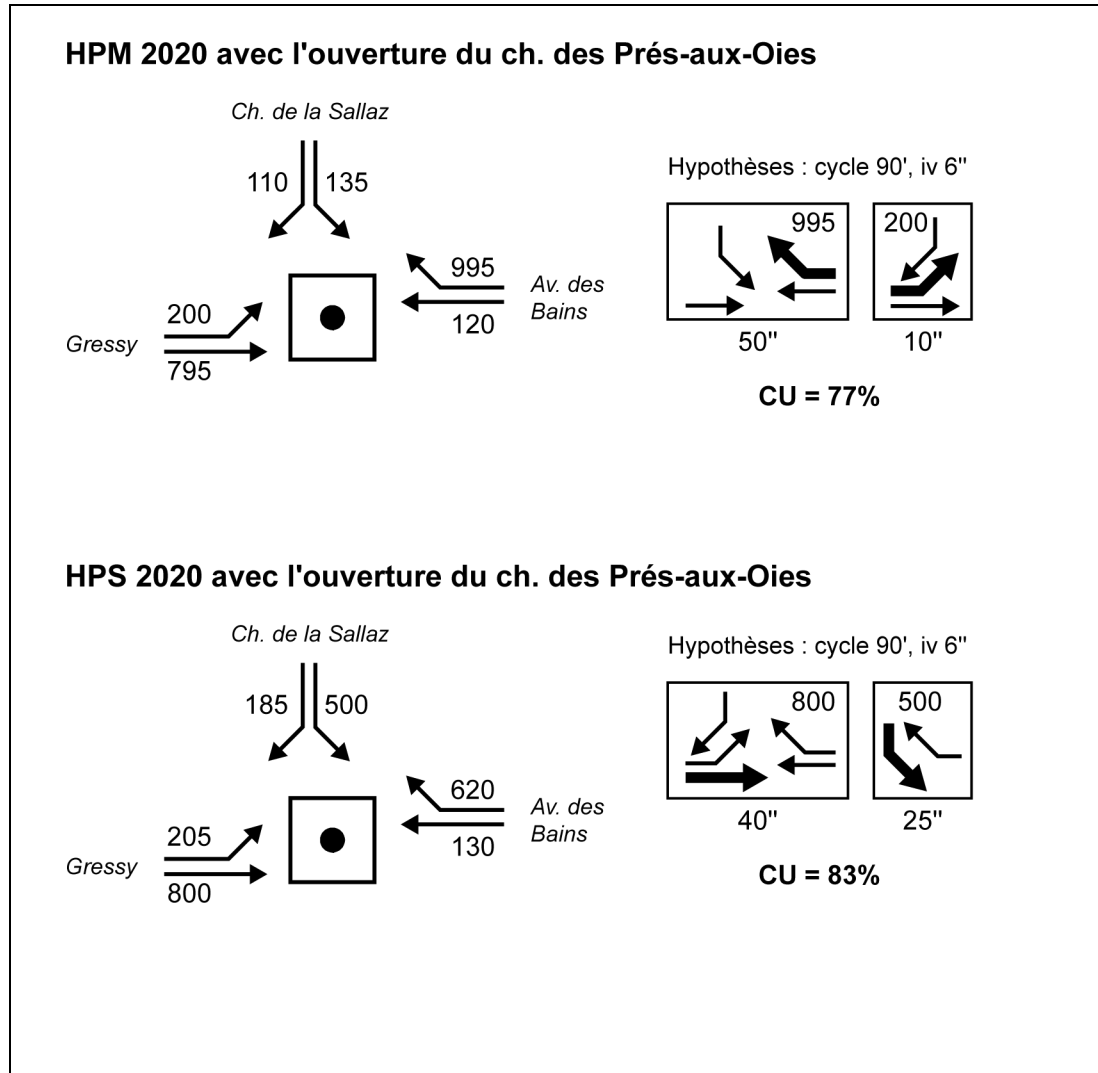 HPM 2020 avec l'ouverture du ch. des Prés-aux-Oies
Ch. de la Sallaz
110 135
Hypothèses : cycle 90', iv 6"
995 200
995
Av. des
Bains
120
200
Gressy
795
50" 10"
CU = 77%
HPS 2020 avec l'ouverture du ch. des Prés-aux-Oies
Ch. de la Sallaz
185 500
Hypothèses : cycle 90', iv 6"
800 500
620
Av. des
Bains
130
205
Gressy
800
40" 25"
CU = 83%